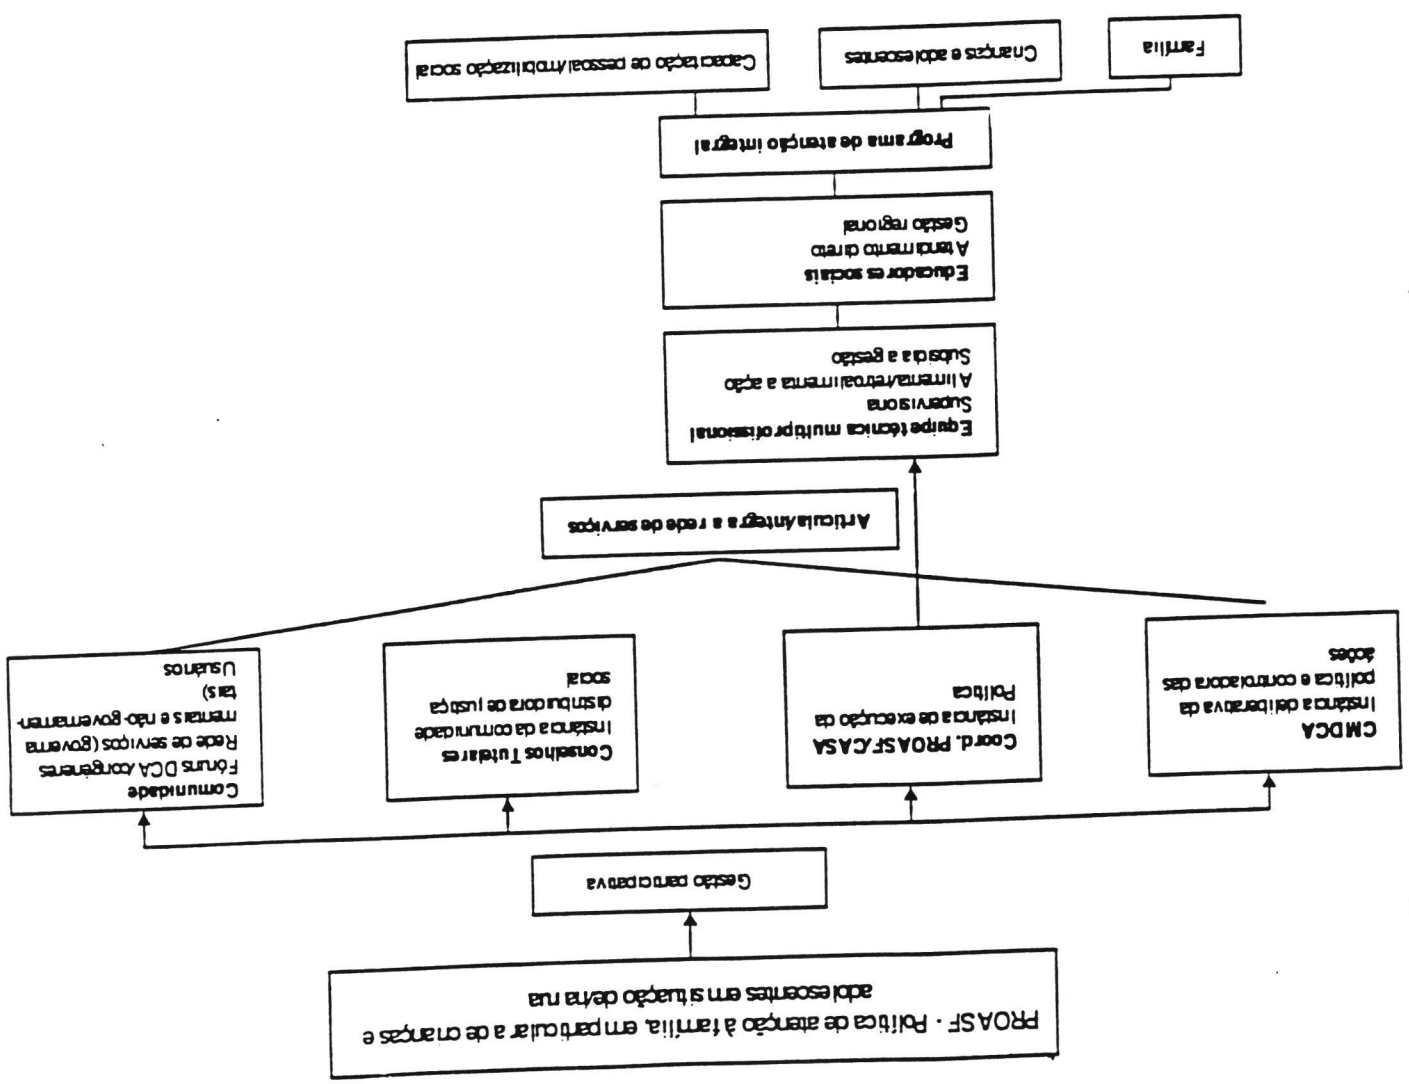 PROASF - Política de atenção à família, em particular a de crianças e
adolescentes em situação de/na rua
Gestão participativa
CMDCA
Instância deliberativa da
política e controladora das
ações
Coord. PROASF/CASA
Instância de execução da
Política
Conselhos Tutelares
Instância da comunidade
distribuidora de justiça
social
Comunidade
Fóruns DCA/congêneres
Rede de serviços (governa
mentais e não-governamen-
tais)
Usuários
Articula/integra a rede de serviços
Equipe técnica multiprofissional
Supervisiona
Alimenta/retroalimenta a ação
Subsidia a gestão
Educadores sociais
Atendimento direto
Gestão regional
Programa de atenção integral
Família
Crianças e adolescentes
Capacitação de pessoal/mobilização social